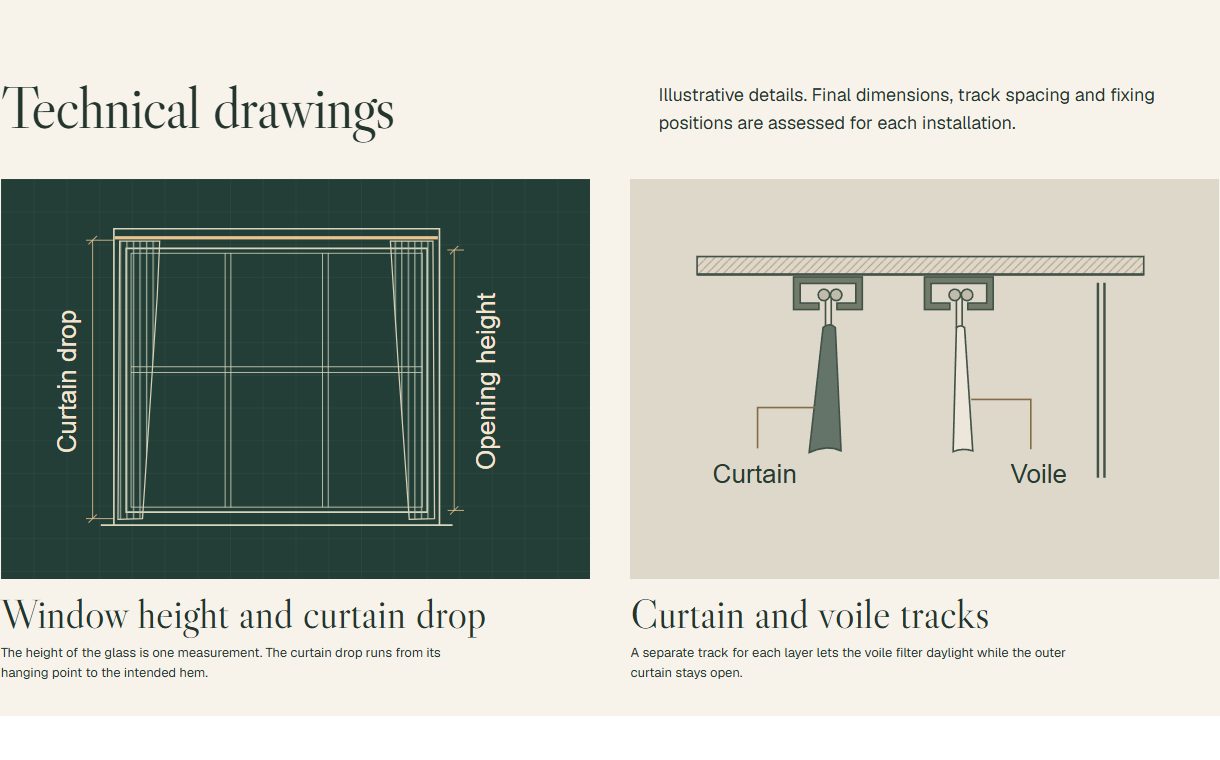 Technical drawings
Illustrative details. Final dimensions, track spacing and fixing
positions are assessed for each installation.
Curtain drop
Opening height
Curtain
Voile
Window height and curtain drop
The height of the glass is one measurement. The curtain drop runs from its
hanging point to the intended hem.
Curtain and voile tracks
A separate track for each layer lets the voile filter daylight while the outer
curtain stays open.